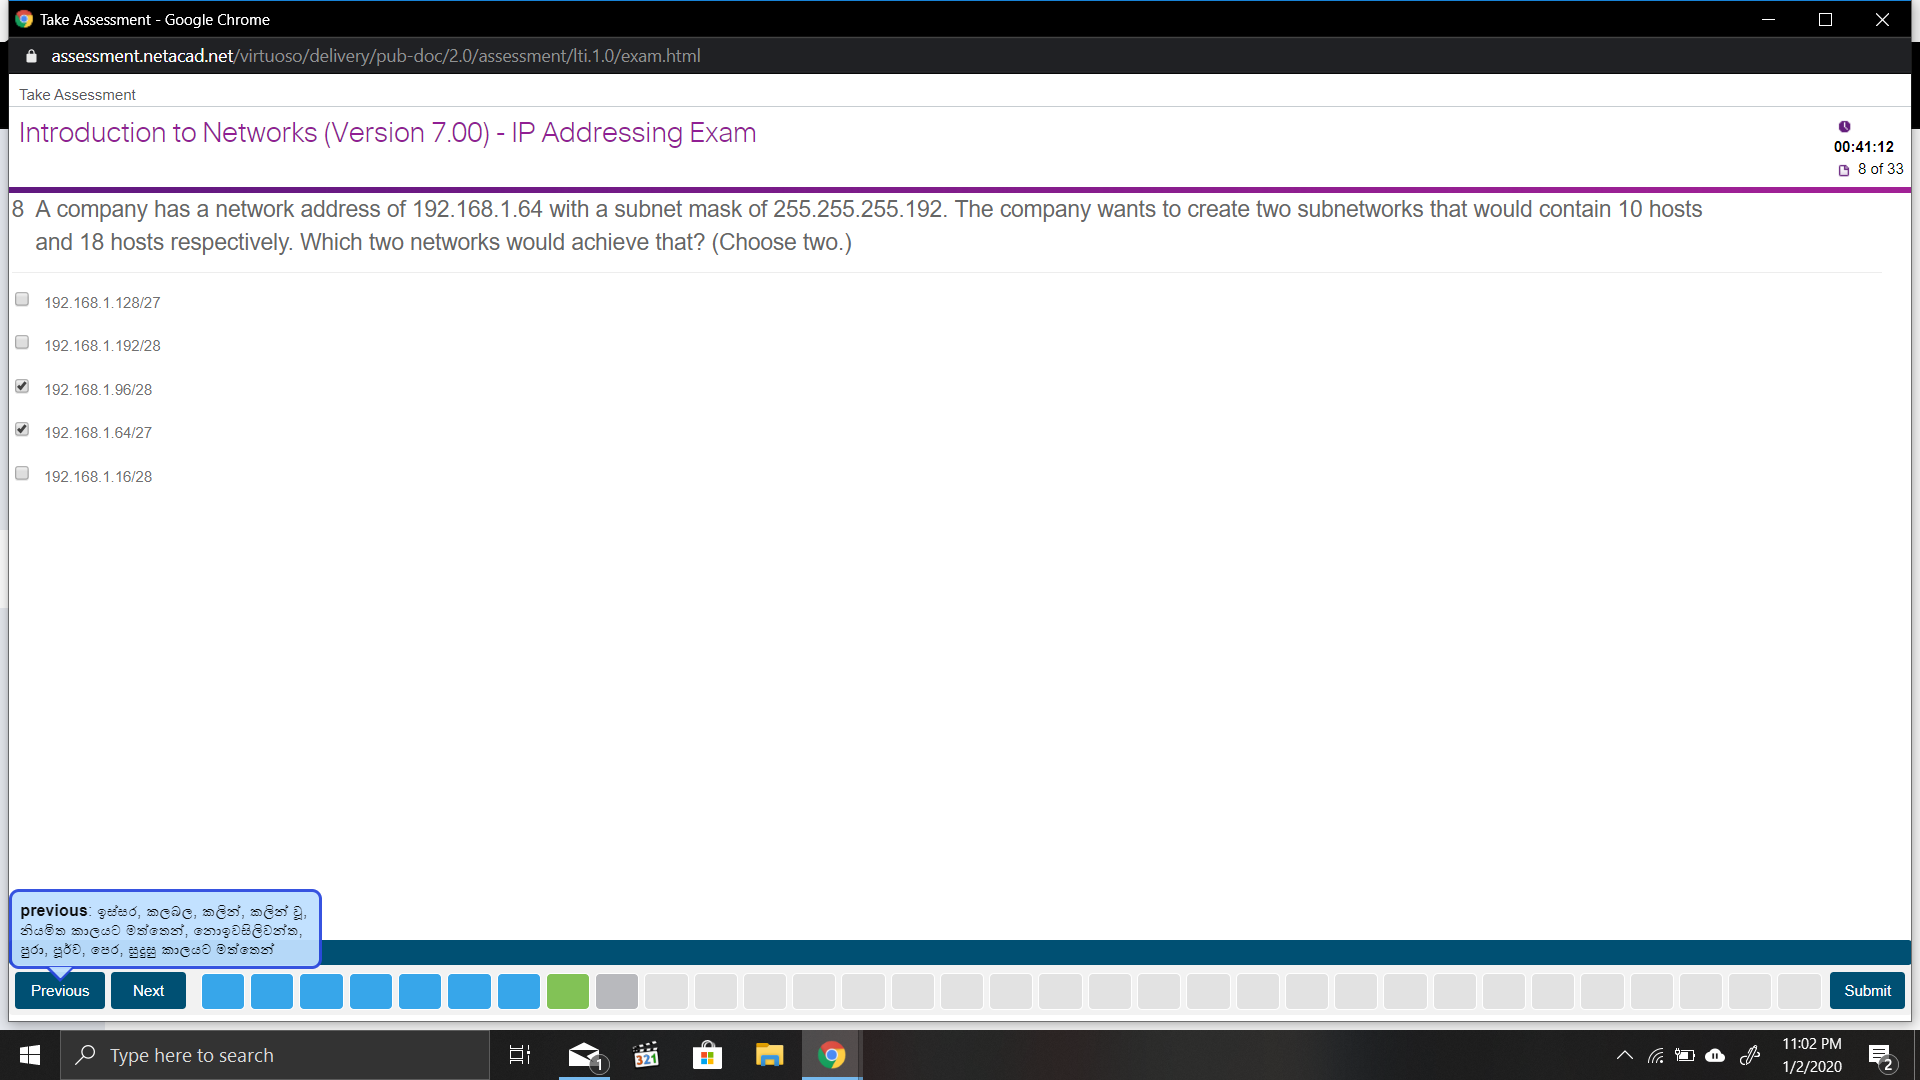 Take Assessment - Google Chrome
assessment.netacad.net/virtuoso/delivery/pub-doc/2.0/assessment/lti.1.0/exam.html
Take Assessment
Introduction to Networks (Version 7.00) - IP Addressing Exam
00:41:12
8 of 33
8 A company has a network address of 192.168.1.64 with a subnet mask of 255.255.255.192. The company wants to create two subnetworks that would contain 10 hosts
and 18 hosts respectively. Which two networks would achieve that? (Choose two.)
192.168.1.128/27
192.168.1.192/28
192.168.1.96/28
192.168.1.64/27
192.168.1.16/28
previous: ඉස්සර, කලබල, කලින්, කලින් වූ,
නියමිත කාලයට මත්තෙන්, නොඉවසිලිවන්ත,
පුරා, පූර්ව, පෙර, සුදුසු කාලයට මත්තෙන්
Previous Next Submit
Type here to search
1
321
11:02 PM
1/2/2020
2